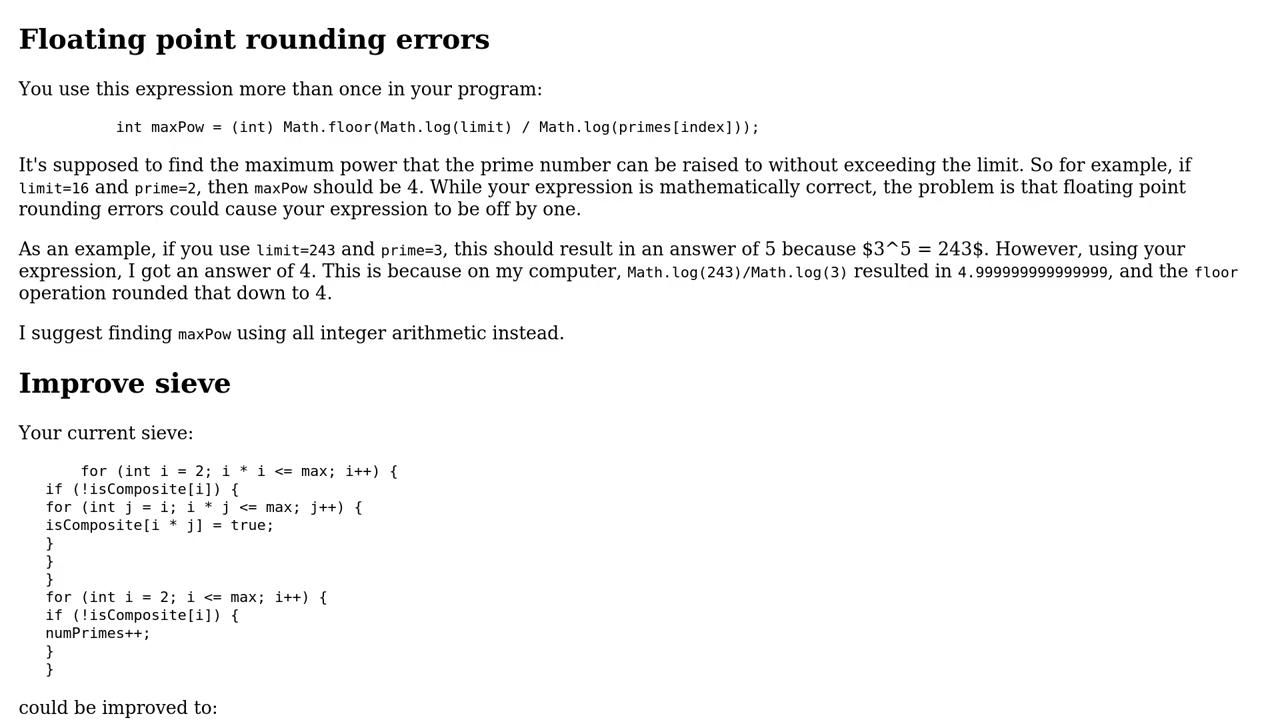 Floating point rounding errors
You use this expression more than once in your program:
int maxPow = (int) Math.floor(Math.log(limit) / Math.log(primes[index]));
It's supposed to find the maximum power that the prime number can be raised to without exceeding the limit. So for example, if
limit=16 and prime=2, then maxPow should be 4. While your expression is mathematically correct, the problem is that floating point
rounding errors could cause your expression to be off by one.
As an example, if you use limit=243 and prime=3, this should result in an answer of 5 because $3^5 = 243$. However, using your
expression, I got an answer of 4. This is because on my computer, Math.log(243)/Math.log(3) resulted in 4.999999999999999, and the floor
operation rounded that down to 4.
I suggest finding maxPow using all integer arithmetic instead.
Improve sieve
Your current sieve:
for (int i = 2; i * i <= max; i++) {
if (!isComposite[i]) {
for (int j = i; i * j <= max; j++) {
isComposite[i * j] = true;
}
}
}
for (int i = 2; i <= max; i++) {
if (!isComposite[i]) {
numPrimes++;
}
}
could be improved to: